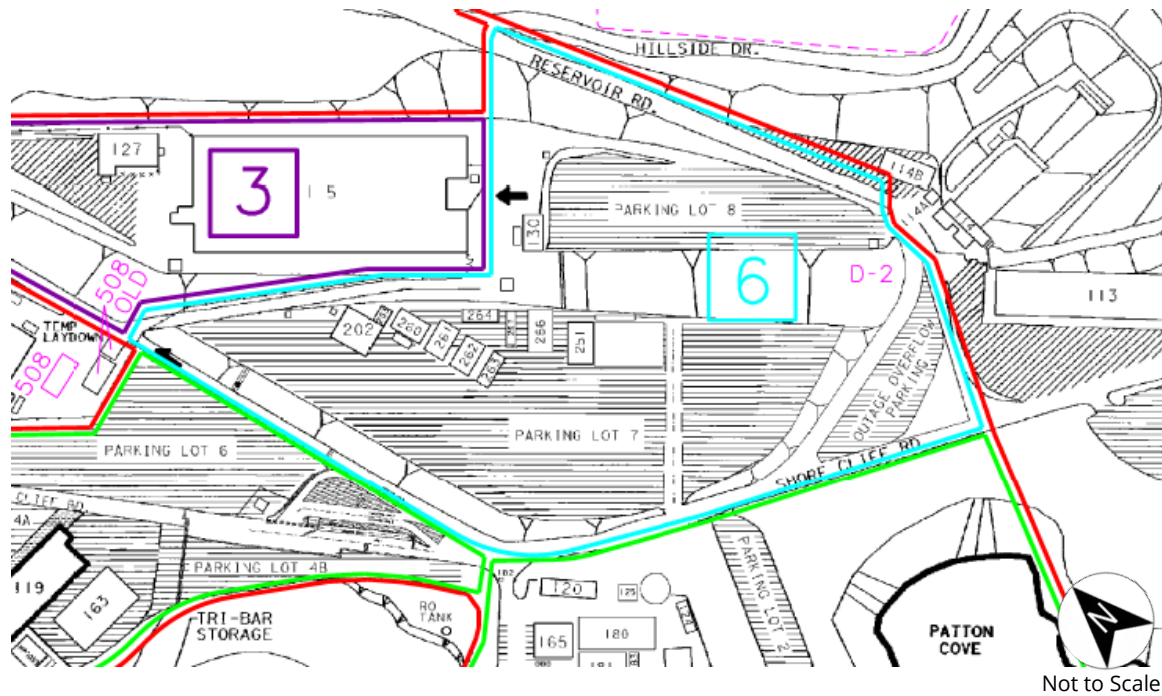 HILLSIDE DR.
RESERVOIR RD.
127
3
115
114B
114A
114
PARKING LOT 8
130
6
D-2
113
508
OLD
TEMP
LAYDOWN
508
202
260
261
262
263
264
266
251
OUTAGE OVERFLOW
PARKING
PARKING LOT 7
PARKING LOT 6
SHORE CLIFF RD
CLIFF RD
4A
119
163
PARKING LOT 4B
TRI-BAR
STORAGE
RO
TANK
102
120
125
124
165
180
181
183
PARKING LOT 2
PATTON
COVE
N
Not to Scale